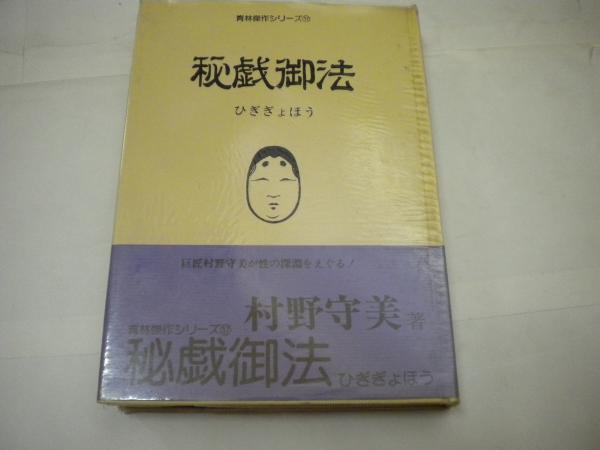 青林傑作シリーズ⑰
秘戯御法
ひぎぎょほう
巨匠村野守美が性の深淵をえぐる!
村野守美著
青林傑作シリーズ⑰
秘戯御法 ひぎぎょほう